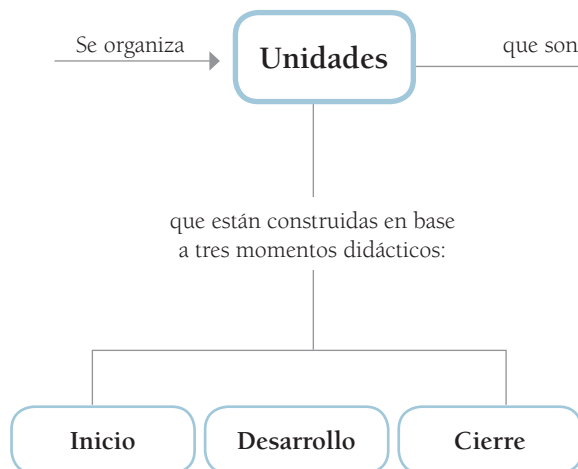 Se organiza
Unidades
que son
que están construidas en base
a tres momentos didácticos:
Inicio
Desarrollo
Cierre